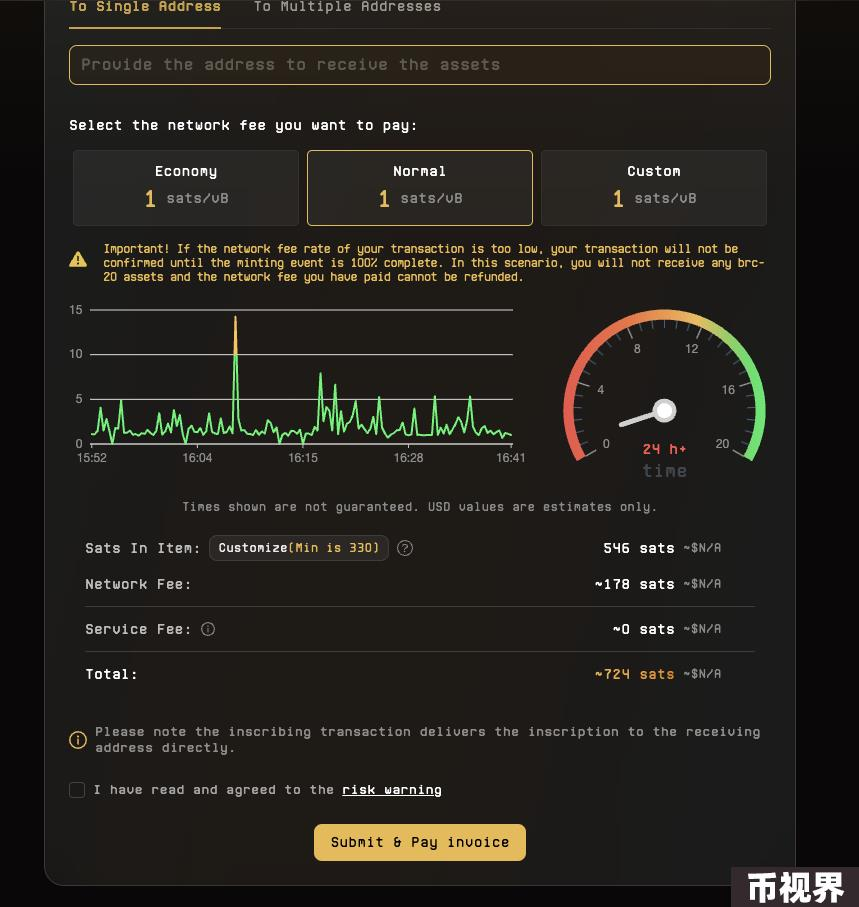 To Single Address To Multiple Addresses
Provide the address to receive the assets
Select the network fee you want to pay:
Economy Normal Custom
1 sats/vB 1 sats/vB 1 sats/vB
Important! If the network fee rate of your transaction is too low, your transaction will not be
confirmed until the minting event is 100% complete. In this scenario, you will not receive any brc-
20 assets and the network fee you have paid cannot be refunded.
15
10
5
0
15:52 16:04 16:15 16:28 16:41
8 12
4 16
0 20
24 h+
time
Times shown are not guaranteed. USD values are estimates only.
Sats In Item: Customize(Min is 330) ? 546 sats ~$N/A
Network Fee: ~178 sats ~$N/A
Service Fee: ~0 sats ~$N/A
Total: ~724 sats ~$N/A
Please note the inscribing transaction delivers the inscription to the receiving
address directly.
I have read and agreed to the risk warning
Submit & Pay invoice
币视界